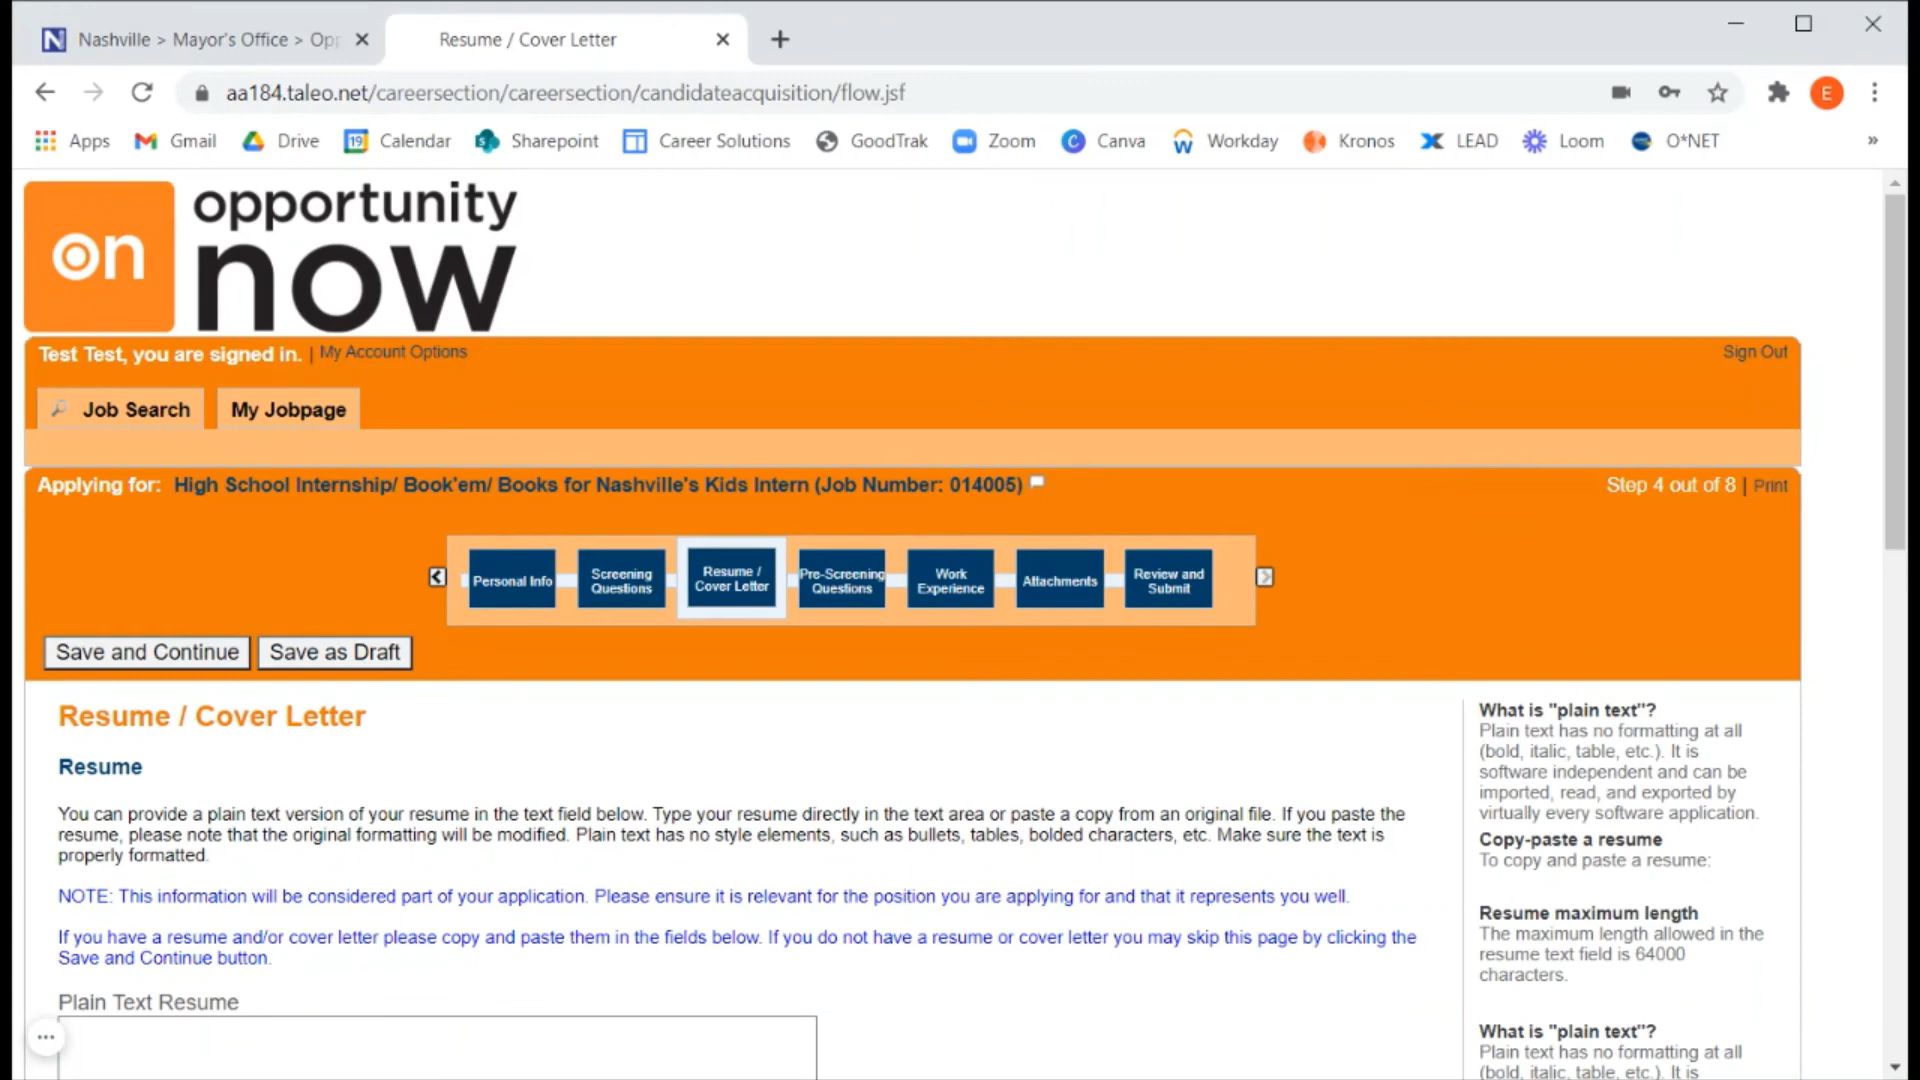 Nashville > Mayor's Office > Opp
Resume / Cover Letter
aa184.taleo.net/careersection/careersection/candidateacquisition/flow.jsf
E
Apps
Gmail
Drive
19
Calendar
Sharepoint
Career Solutions
GoodTrak
Zoom
Canva
Workday
Kronos
LEAD
Loom
O*NET
»
on
opportunity
now
Test Test, you are signed in. | My Account Options
Sign Out
Job Search
My Jobpage
Applying for: High School Internship/ Book'em/ Books for Nashville's Kids Intern (Job Number: 014005)
Step 4 out of 8 | Print
Personal Info
Screening
Questions
Resume /
Cover Letter
Pre-Screening
Questions
Work
Experience
Attachments
Review and
Submit
Save and Continue
Save as Draft
Resume / Cover Letter
Resume
You can provide a plain text version of your resume in the text field below. Type your resume directly in the text area or paste a copy from an original file. If you paste the
resume, please note that the original formatting will be modified. Plain text has no style elements, such as bullets, tables, bolded characters, etc. Make sure the text is
properly formatted.
NOTE: This information will be considered part of your application. Please ensure it is relevant for the position you are applying for and that it represents you well.
If you have a resume and/or cover letter please copy and paste them in the fields below. If you do not have a resume or cover letter you may skip this page by clicking the
Save and Continue button.
Plain Text Resume
What is "plain text"?
Plain text has no formatting at all
(bold, italic, table, etc.). It is
software independent and can be
imported, read, and exported by
virtually every software application.
Copy-paste a resume
To copy and paste a resume:
Resume maximum length
The maximum length allowed in the
resume text field is 64000
characters.
What is "plain text"?
Plain text has no formatting at all
(bold, italic, table, etc.). It is